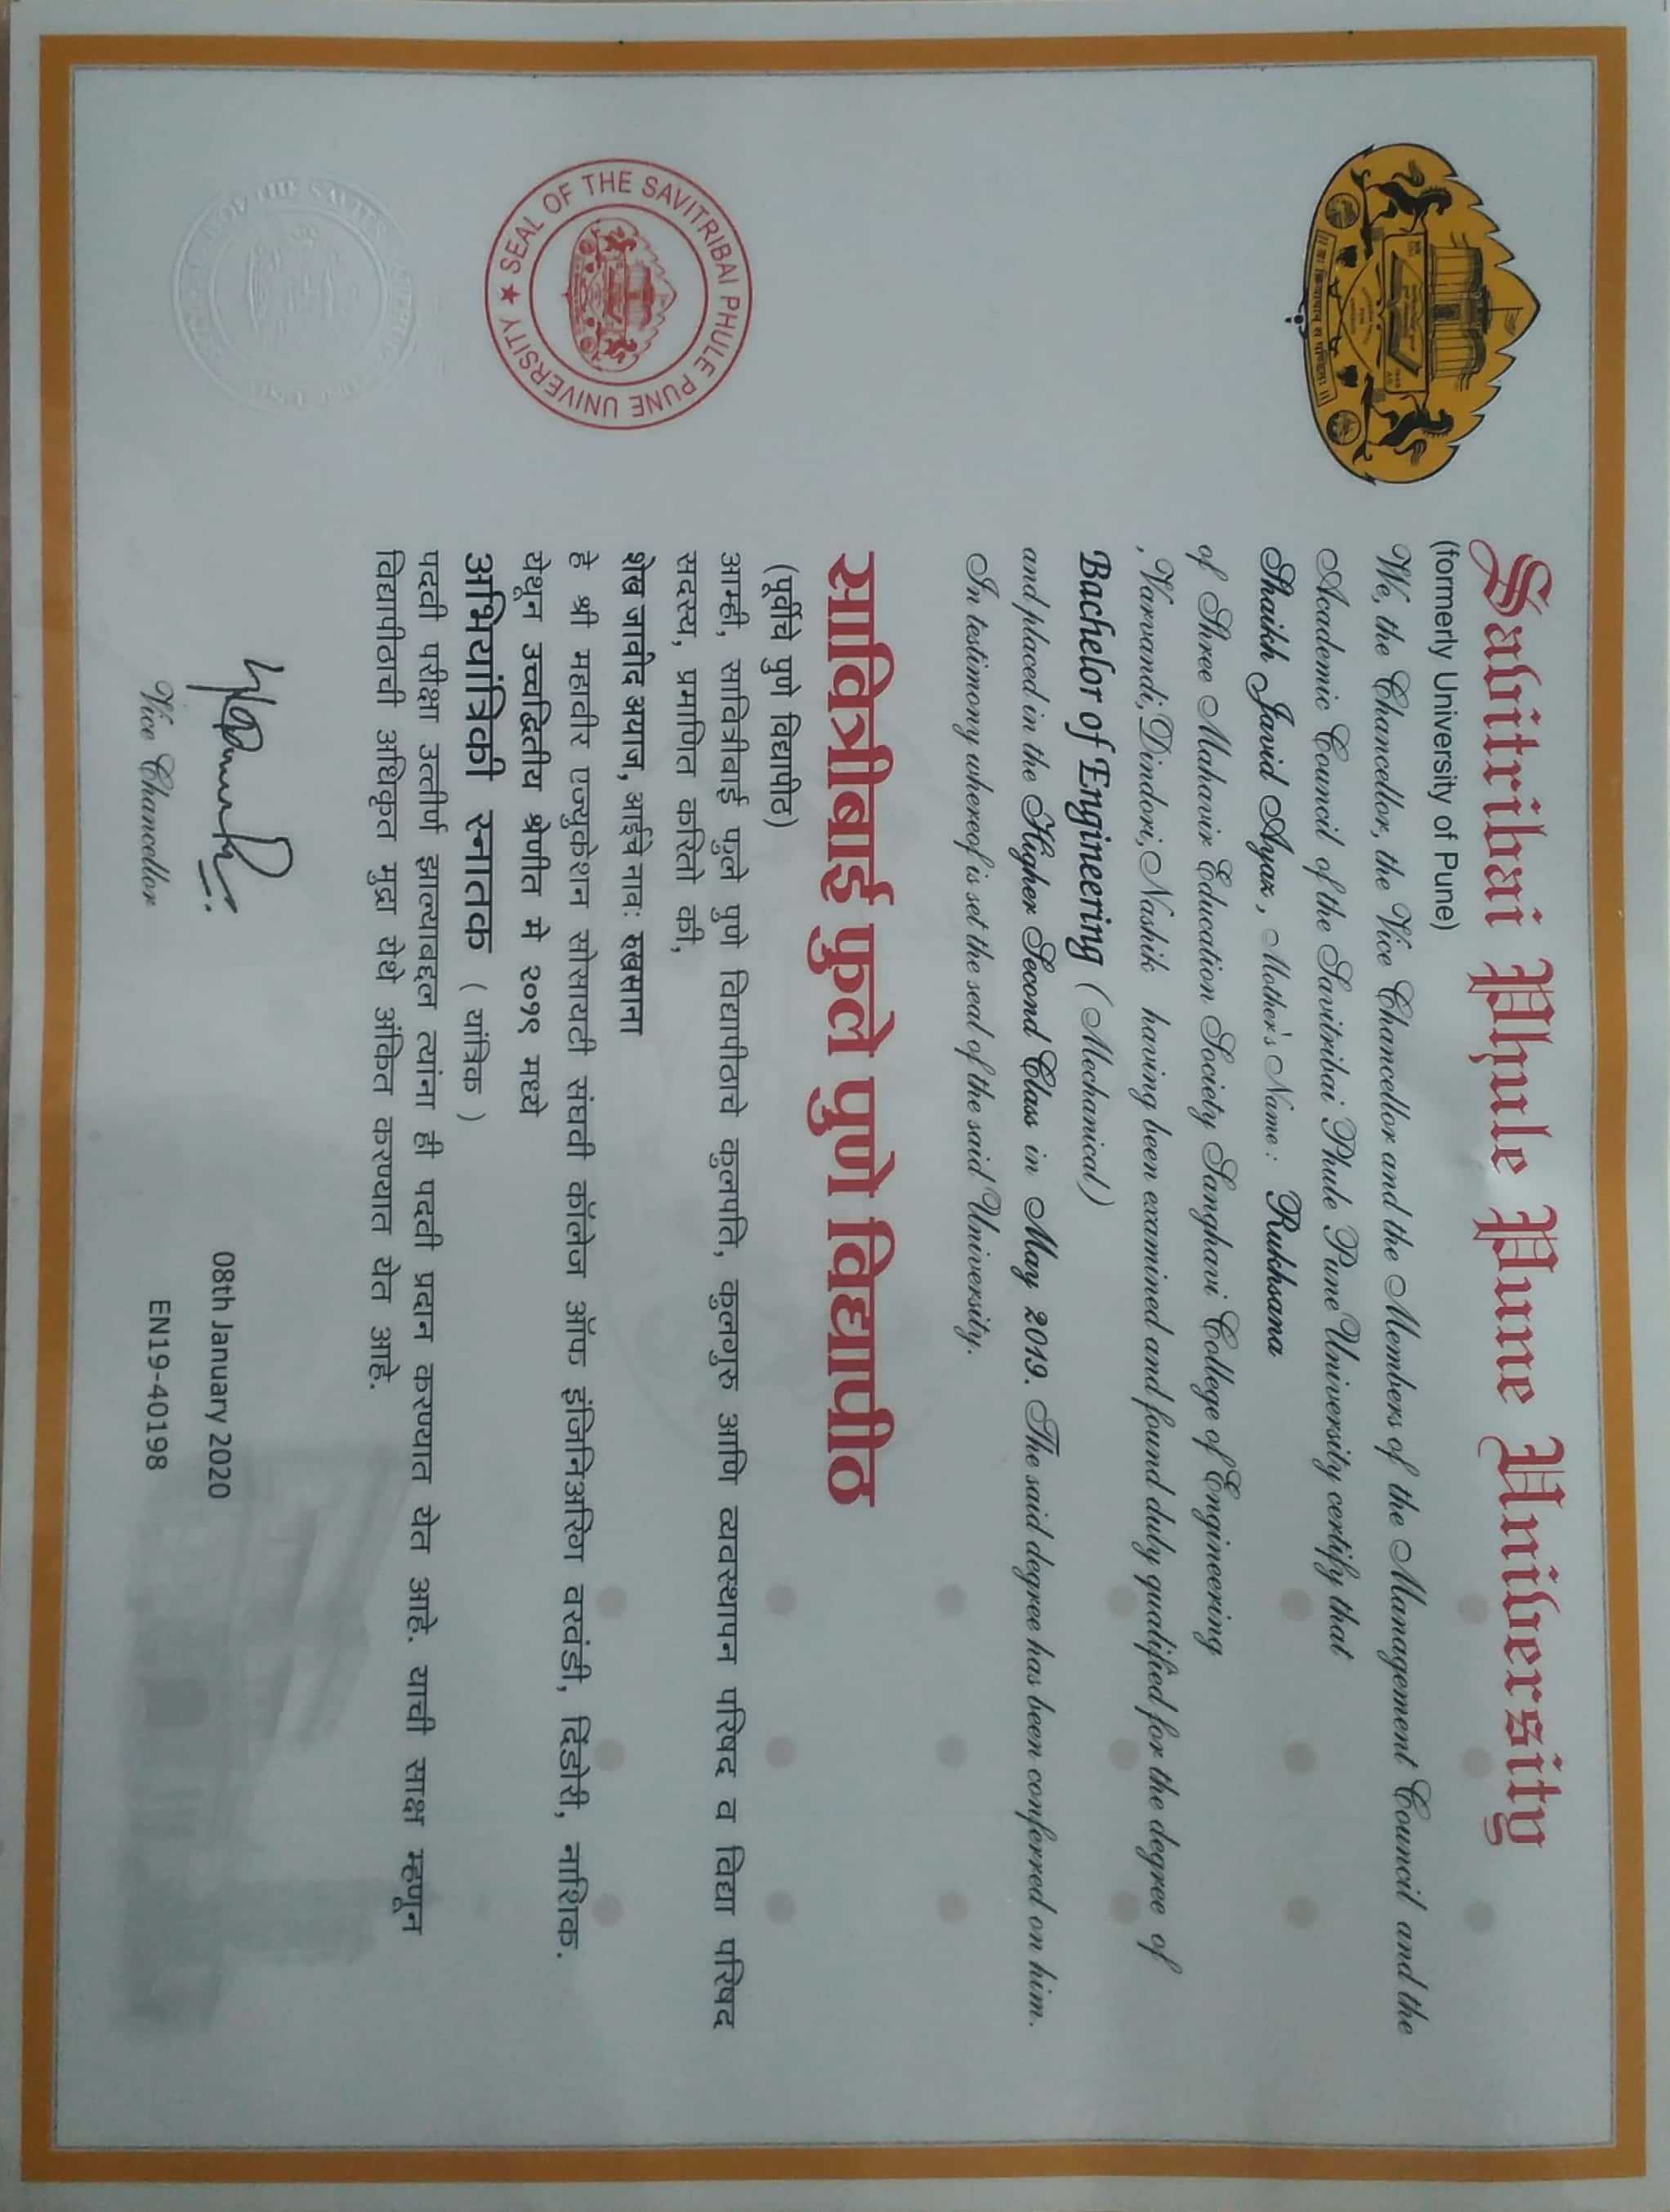 Savitribai Phule Pune University
(formerly University of Pune)
We, the Chancellor, the Vice Chancellor and the Members of the Management Council and the
Academic Council of the Savitribai Phule Pune University certify that
Shaikh Javid Ayaz, Mother's Name: Rukhsana
of Shree Mahavir Education Society Sanghavi College of Engineering
, Varvandi, Dindori, Nashik having been examined and found duly qualified for the degree of
Bachelor of Engineering (Mechanical)
and placed in the Higher Second Class in May 2019. The said degree has been conferred on him.
In testimony whereof is set the seal of the said University.
सावित्रीबाई फुले पुणे विद्यापीठ
(पूर्वीचे पुणे विद्यापीठ)
आम्ही, सावित्रीबाई फुले पुणे विद्यापीठाचे कुलपति, कुलगुरु आणि व्यवस्थापन परिषद व विद्या परिषद
सदस्य, प्रमाणित करितो की,
शेख जावीद अयाज, आईचे नाव: रुखसाना
हे श्री महावीर एज्युकेशन सोसायटी संघवी कॉलेज ऑफ इंजिनिअरिंग वरवंडी, दिंडोरी, नाशिक.
येथून उच्चद्वितीय श्रेणीत मे २०१९ मध्ये
अभियांत्रिकी स्नातक ( यांत्रिक )
पदवी परीक्षा उत्तीर्ण झाल्याबद्दल त्यांना ही पदवी प्रदान करण्यात येत आहे. याची साक्ष म्हणून
विद्यापीठाची अधिकृत मुद्रा येथे अंकित करण्यात येत आहे.
SEAL OF THE SAVITRIBAI PHULE PUNE UNIVERSITY ★
Vice Chancellor
08th January 2020
EN19-40198